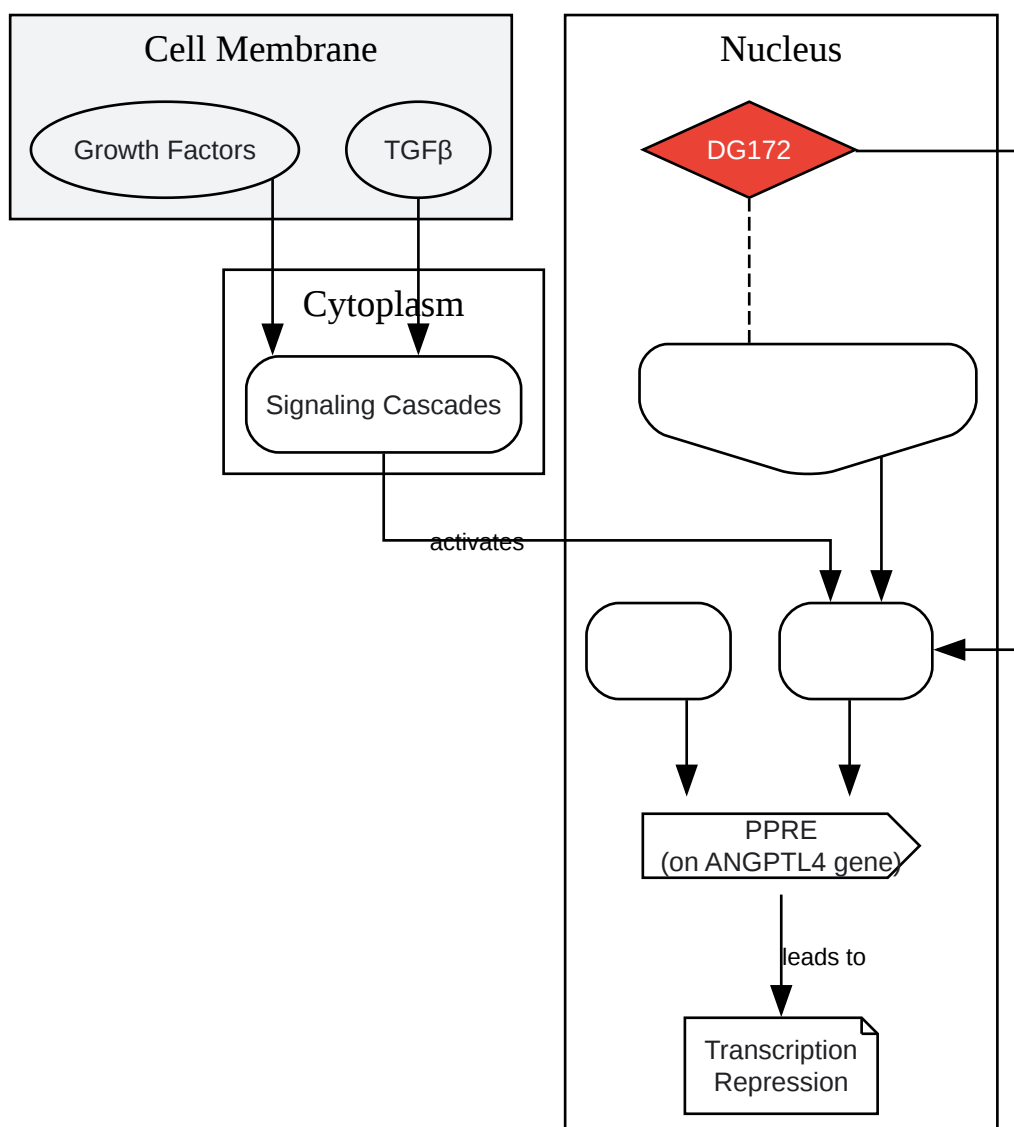 Cell Membrane
Nucleus
Growth Factors
TGFβ
DG172
Cytoplasm
Signaling Cascades
activates
PPRE
(on ANGPTL4 gene)
leads to
Transcription
Repression